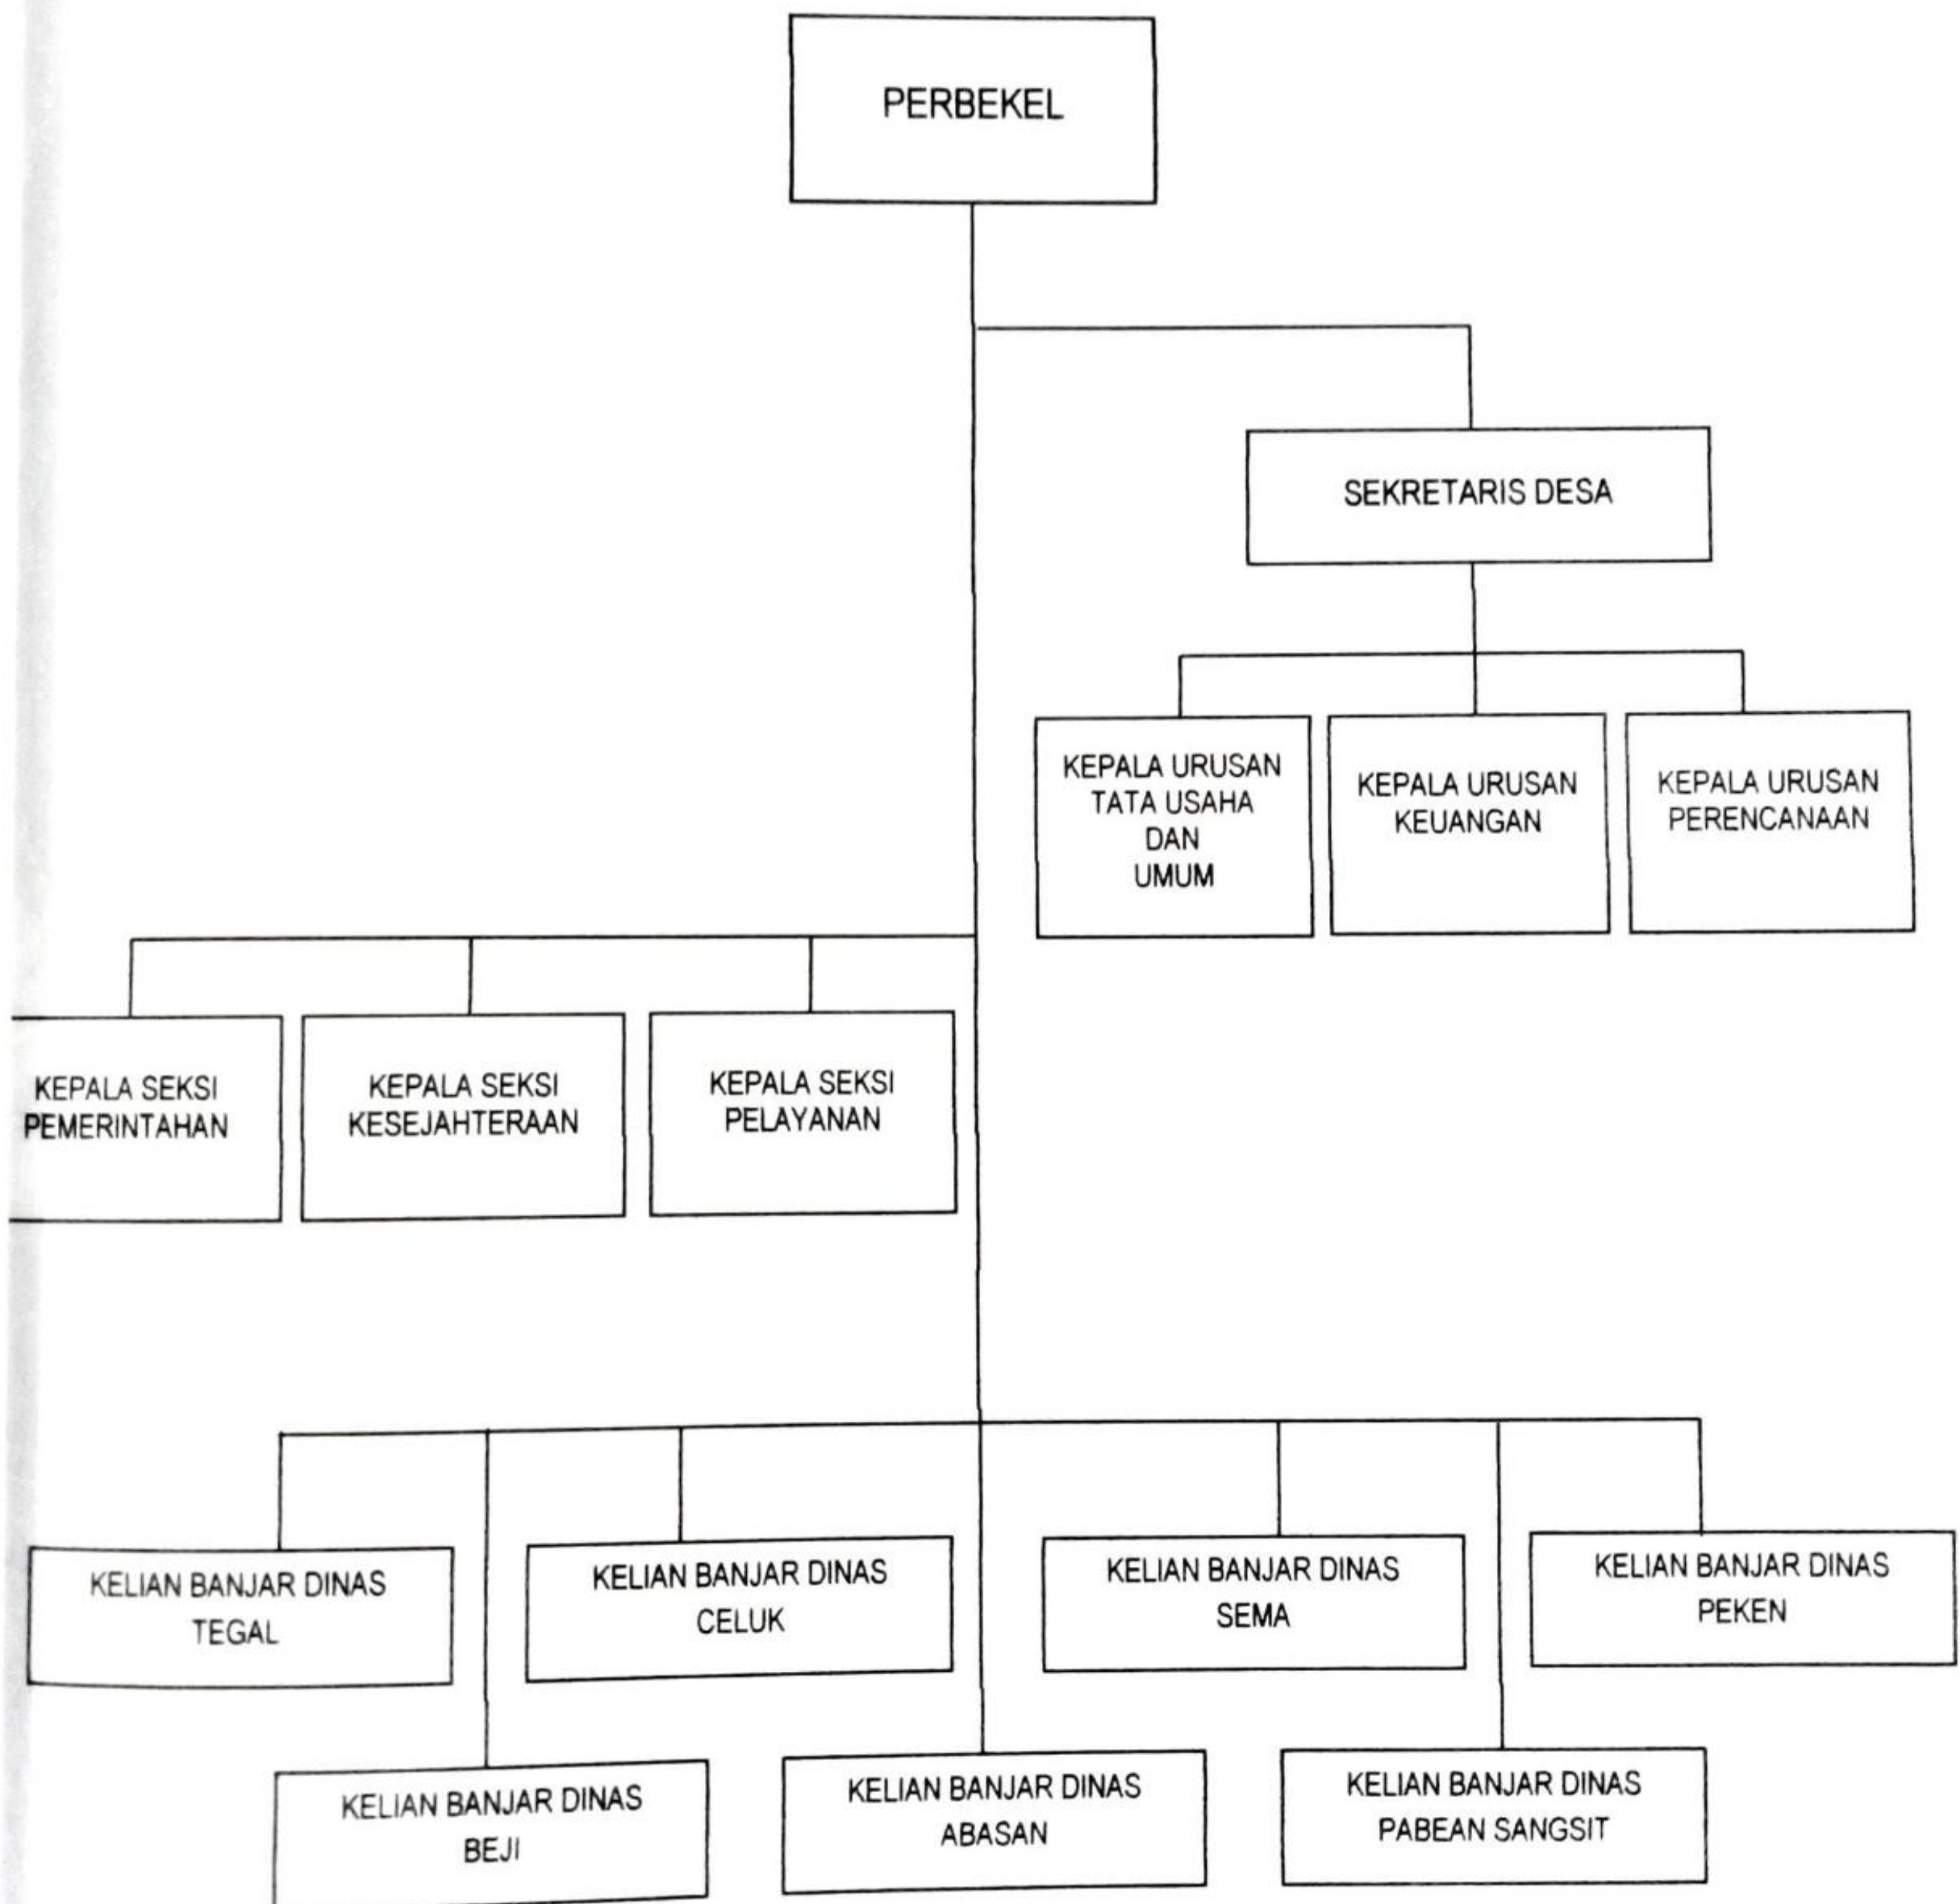 PERBEKEL
SEKRETARIS DESA
KEPALA URUSAN
TATA USAHA
DAN
UMUM
KEPALA URUSAN
KEUANGAN
KEPALA URUSAN
PERENCANAAN
KEPALA SEKSI
PEMERINTAHAN
KEPALA SEKSI
KESEJAHTERAAN
KEPALA SEKSI
PELAYANAN
KELIAN BANJAR DINAS
TEGAL
KELIAN BANJAR DINAS
CELUK
KELIAN BANJAR DINAS
SEMA
KELIAN BANJAR DINAS
PEKEN
KELIAN BANJAR DINAS
BEJI
KELIAN BANJAR DINAS
ABASAN
KELIAN BANJAR DINAS
PABEAN SANGSIT